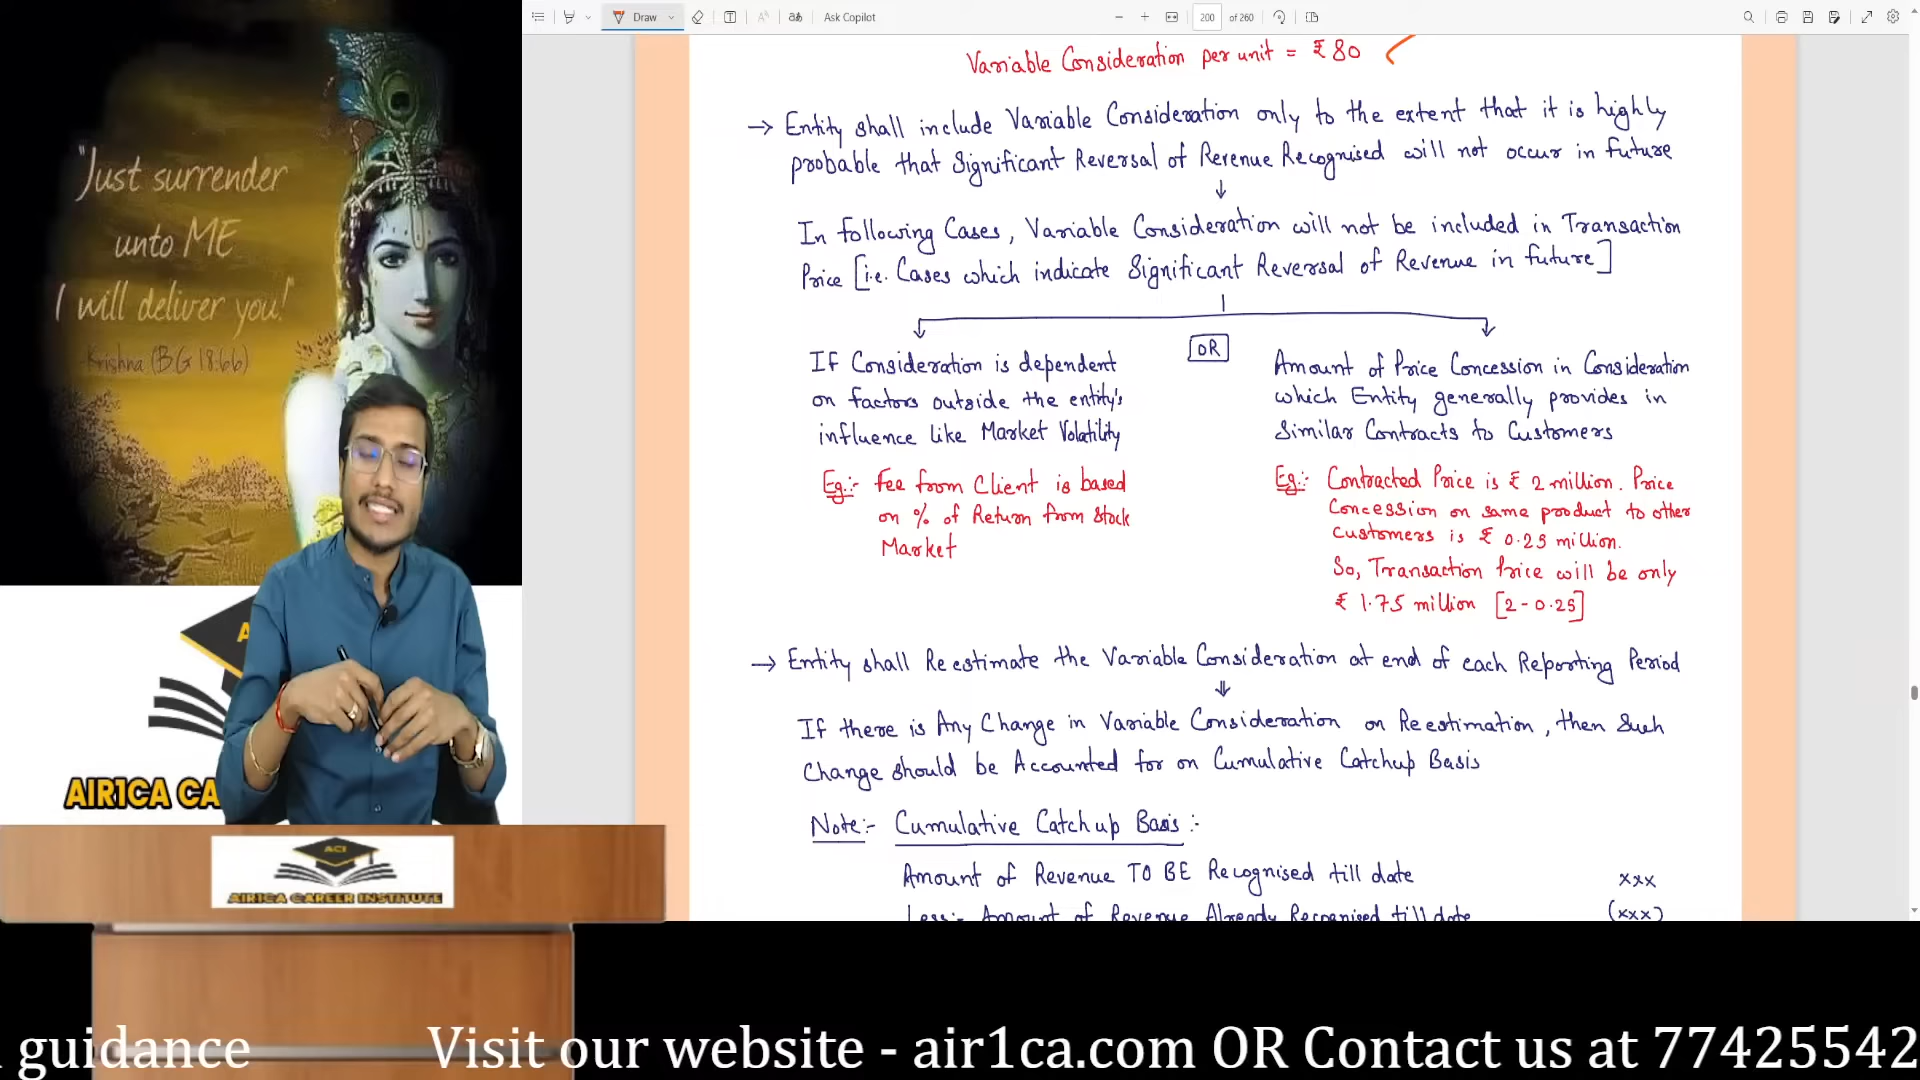 Draw
Ask Copilot
200
of 260
"Just surrender
unto ME
I will deliver you!"
-Krishna (B.G 18:66)
Variable Consideration per unit = ₹80
→ Entity shall include Variable Consideration only to the extent that it is highly
probable that Significant Reversal of Revenue Recognised will not occur in future
In following Cases, Variable Consideration will not be included in Transaction
Price [i.e. Cases which indicate Significant Reversal of Revenue in future]
OR
If Consideration is dependent
on factors outside the entity's
influence like Market Volatility
Eg:- Fee from Client is based
on % of Return from Stock
Market
Amount of Price Concession in Consideration
which Entity generally provides in
Similar Contracts to Customers
Eg:- Contracted Price is ₹ 2 million. Price
Concession on same product to other
customers is ₹ 0.25 million.
So, Transaction Price will be only
₹ 1.75 million [2-0.25]
→ Entity shall Reestimate the Variable Consideration at end of each Reporting Period
If there is Any Change in Variable Consideration on Reestimation, then Such
Change should be Accounted for on Cumulative Catchup Basis
Note:- Cumulative Catchup Basis :-
Amount of Revenue TO BE Recognised till date xxx
Less:- Amount of Revenue Already Recognised till date (xxx)
AIR1CA CA
ACI
AIR1CA CAREER INSTITUTE
guidance Visit our website - air1ca.com OR Contact us at 77425542